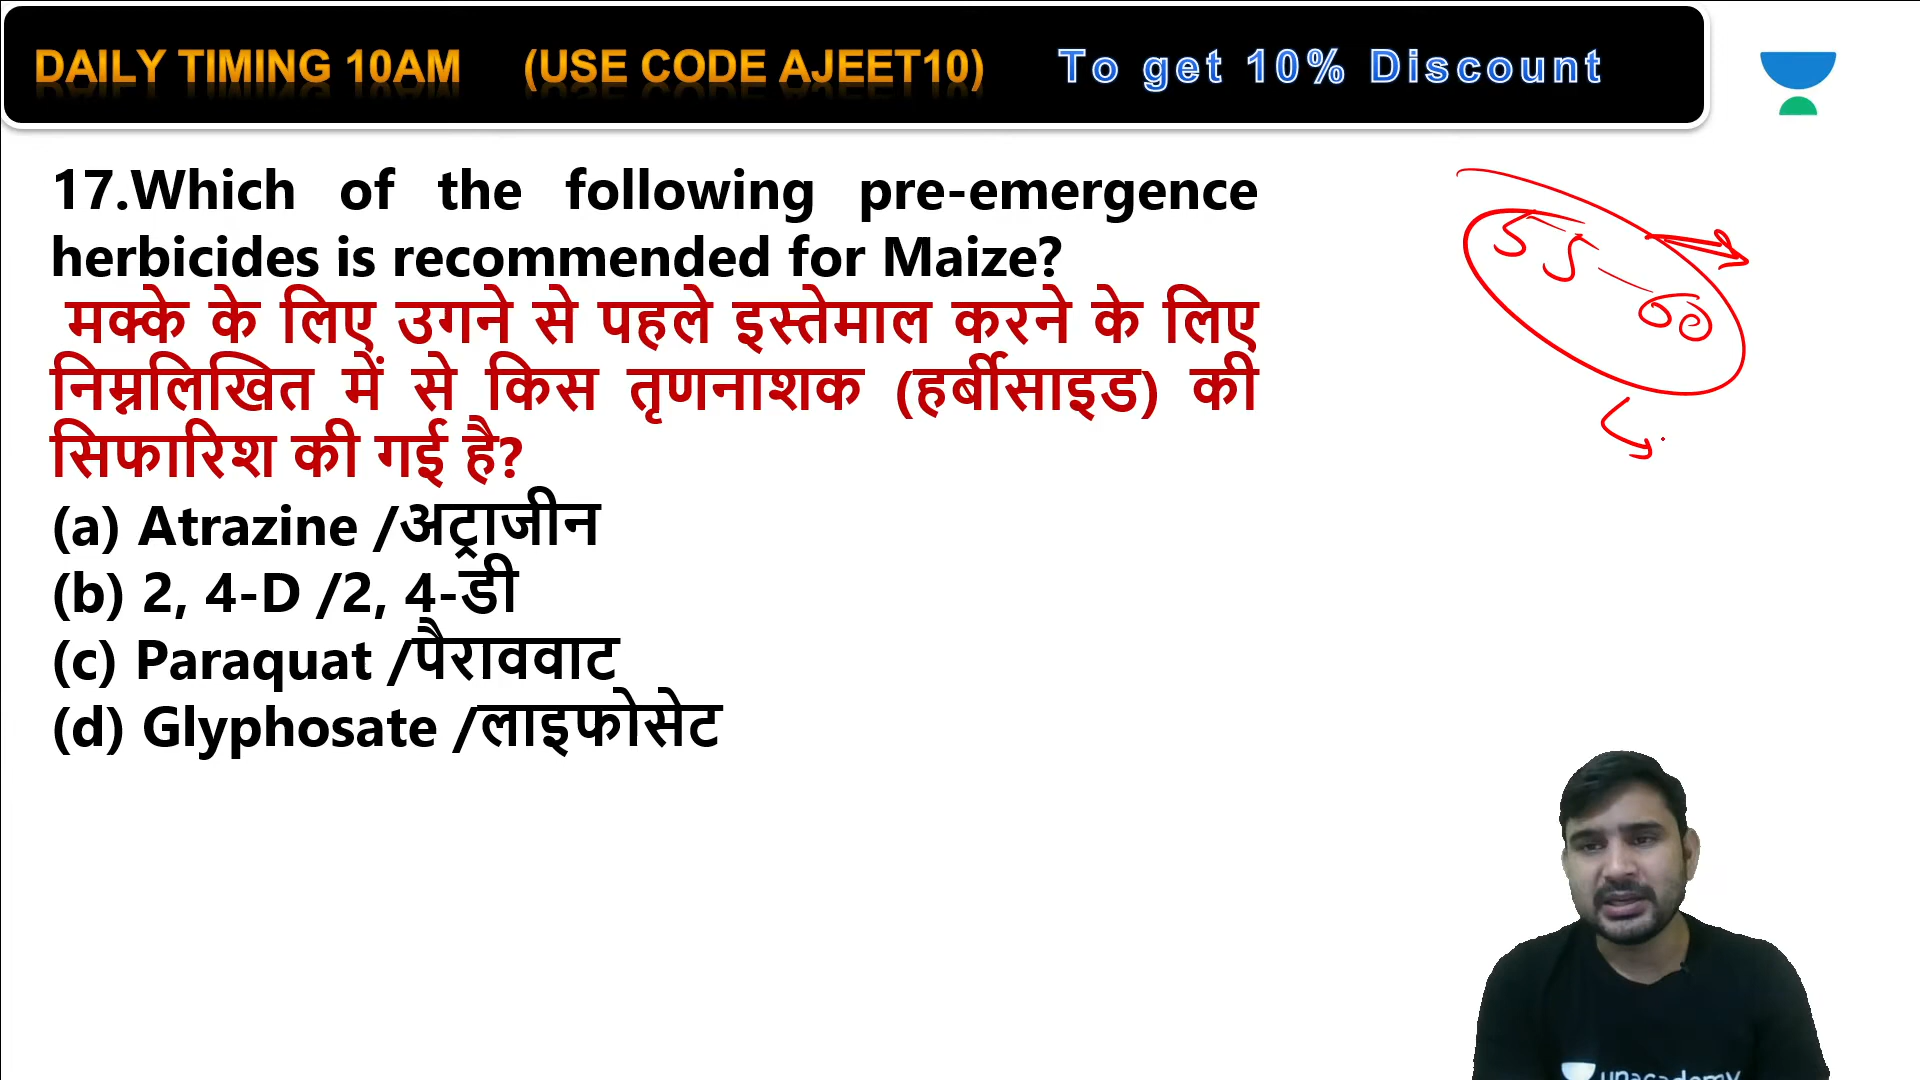 DAILY TIMING 10AM (USE CODE AJEET10) To get 10% Discount
17.Which of the following pre-emergence
herbicides is recommended for Maize?
मक्के के लिए उगने से पहले इस्तेमाल करने के लिए
निम्नलिखित में से किस तृणनाशक (हर्बीसाइड) की
सिफारिश की गई है?
(a) Atrazine /अट्राजीन
(b) 2, 4-D /2, 4-डी
(c) Paraquat /पैराववाट
(d) Glyphosate /लाइफोसेट
unacademy